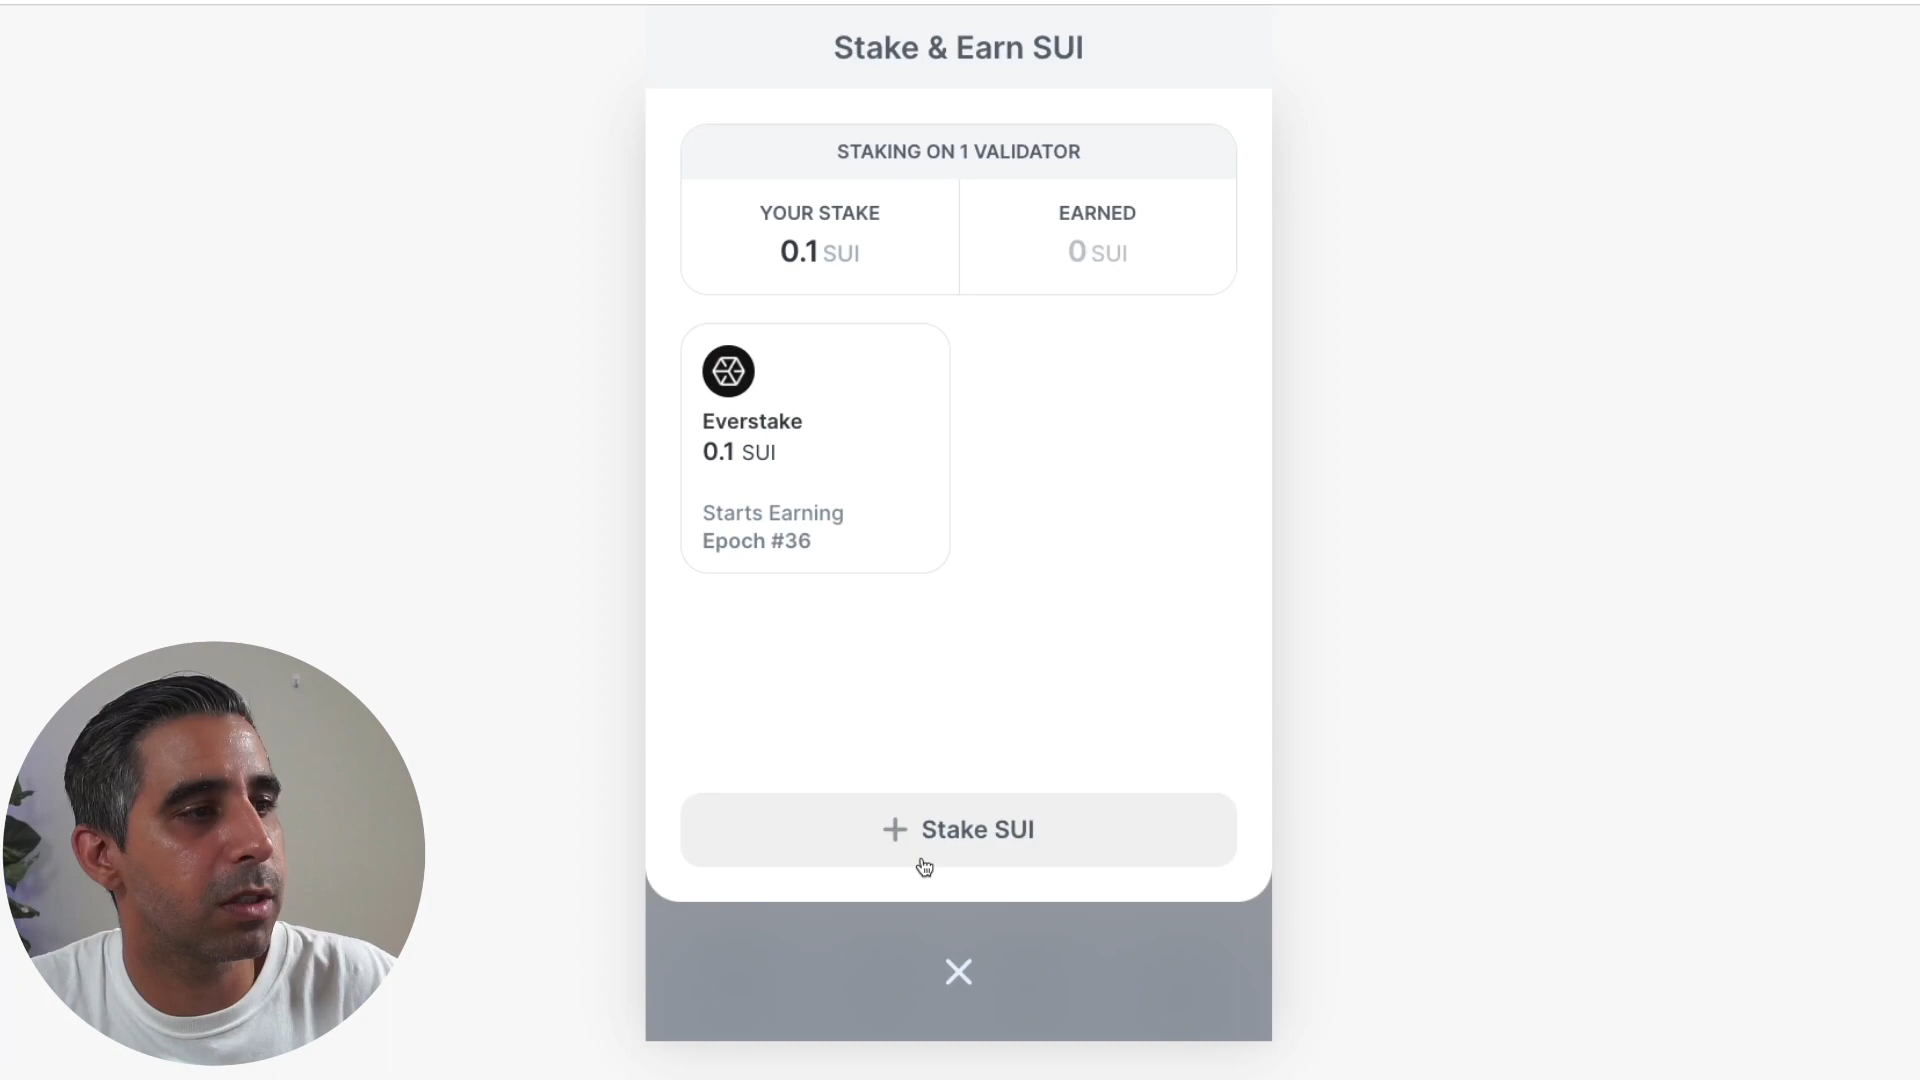 Stake & Earn SUI
STAKING ON 1 VALIDATOR
YOUR STAKE
0.1 SUI
EARNED
0 SUI
Everstake
0.1 SUI
Starts Earning
Epoch #36
+ Stake SUI